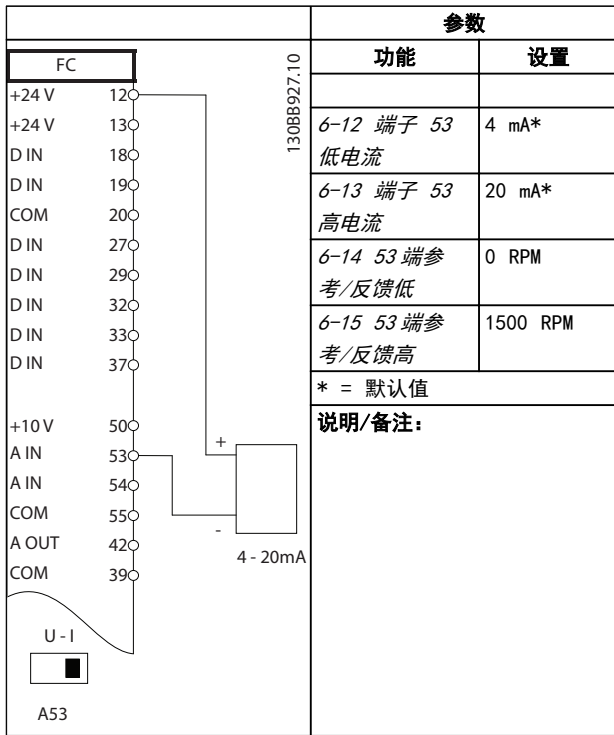 FC
+24 V 12
+24 V 13
D IN 18
D IN 19
COM 20
D IN 27
D IN 29
D IN 32
D IN 33
D IN 37
+10 V 50
A IN 53
A IN 54
COM 55
A OUT 42
COM 39
U - I
A53
+
-
4 - 20mA
130BB927.10
参数
功能 设置
6-12 端子 53 4 mA*
低电流
6-13 端子 53 20 mA*
高电流
6-14 53 端参 0 RPM
考/反馈低
6-15 53 端参 1500 RPM
考/反馈高
* = 默认值
说明/备注: